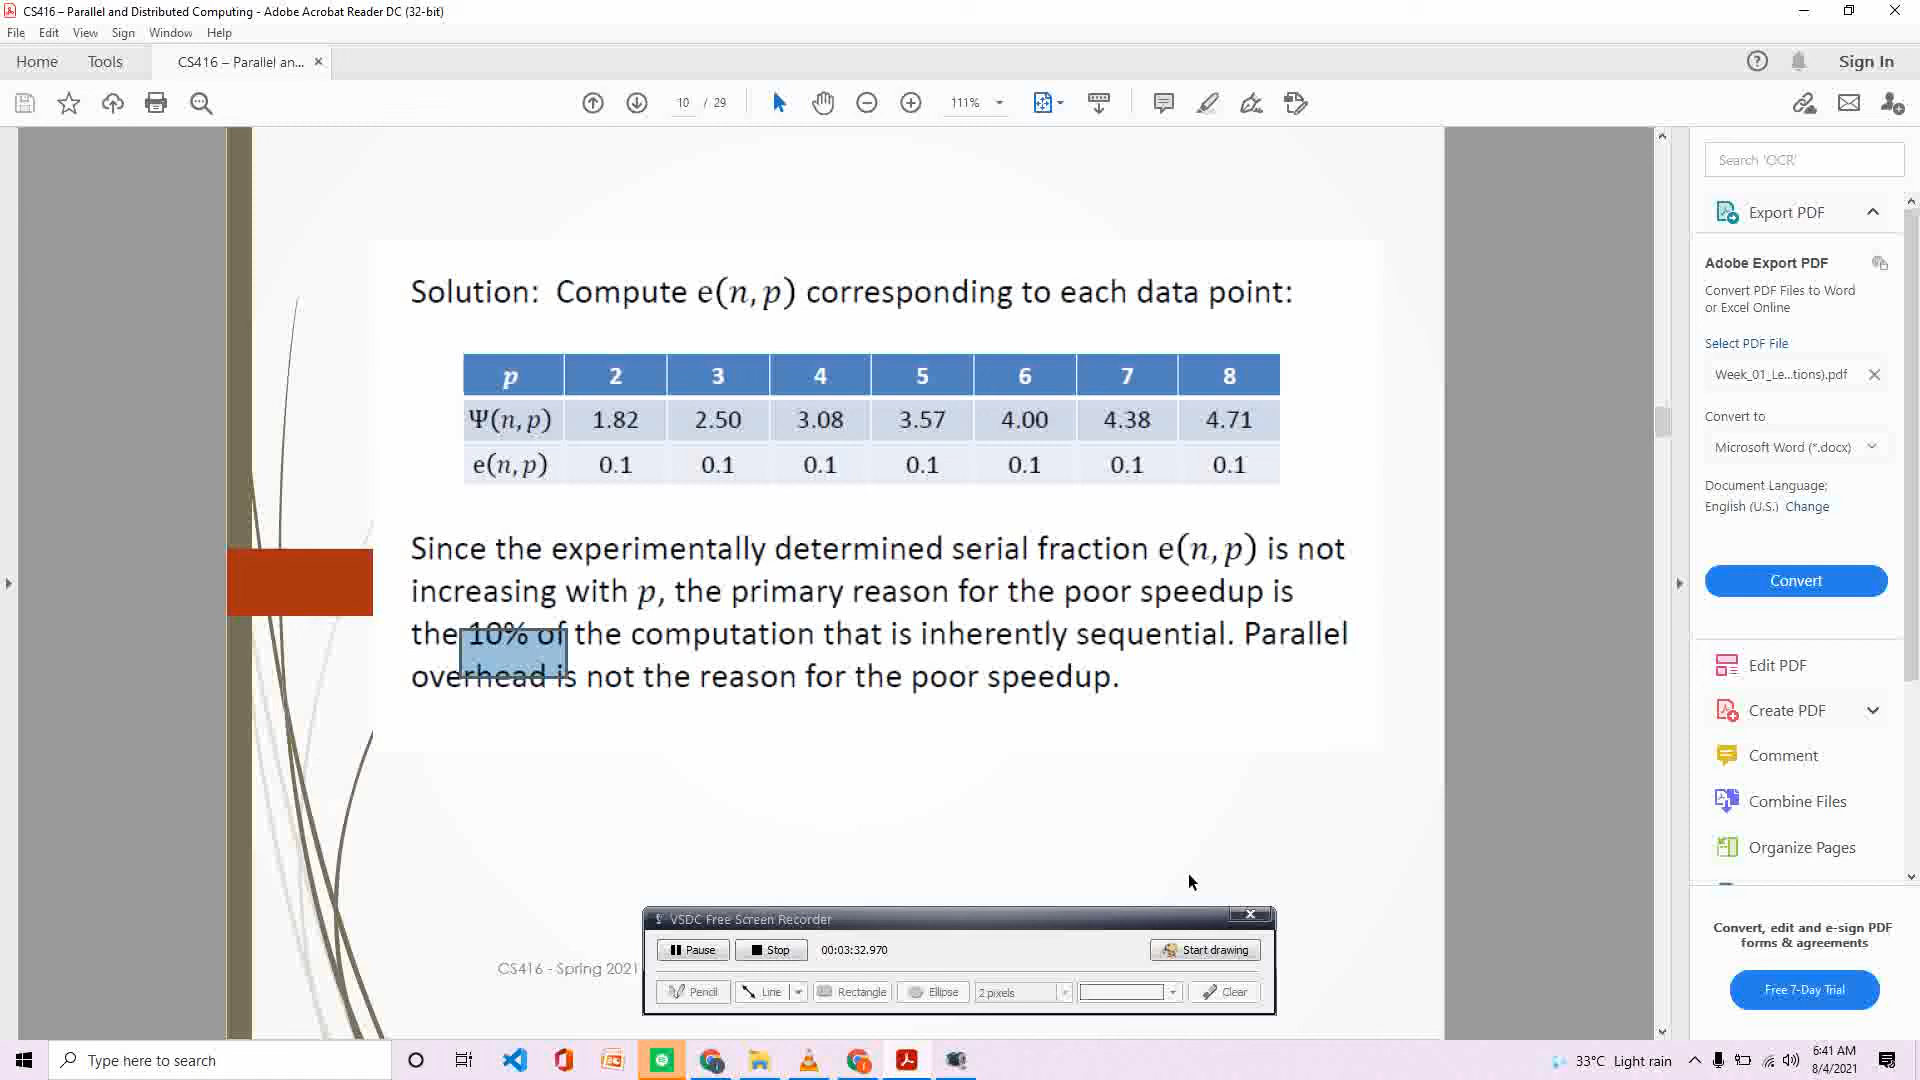 CS416 – Parallel and Distributed Computing - Adobe Acrobat Reader DC (32-bit)
File Edit View Sign Window Help
Home Tools CS416 – Parallel an... × Sign In
10 / 29 111%
Search 'OCR'
Export PDF
Adobe Export PDF
Convert PDF Files to Word
or Excel Online
Select PDF File
Week_01_Le...tions).pdf
Convert to
Microsoft Word (*.docx)
Document Language:
English (U.S.) Change
Convert
Edit PDF
Create PDF
Comment
Combine Files
Organize Pages
Convert, edit and e-sign PDF
forms & agreements
Free 7-Day Trial
Solution: Compute e(n,p) corresponding to each data point:
p 2 3 4 5 6 7 8
Ψ(n,p) 1.82 2.50 3.08 3.57 4.00 4.38 4.71
e(n,p) 0.1 0.1 0.1 0.1 0.1 0.1 0.1
Since the experimentally determined serial fraction e(n,p) is not
increasing with p, the primary reason for the poor speedup is
the 10% of the computation that is inherently sequential. Parallel
overhead is not the reason for the poor speedup.
CS416 - Spring 2021
VSDC Free Screen Recorder
Pause Stop 00:03:32.970 Start drawing
Pencil Line Rectangle Ellipse 2 pixels Clear
Type here to search 33°C Light rain 6:41 AM
8/4/2021